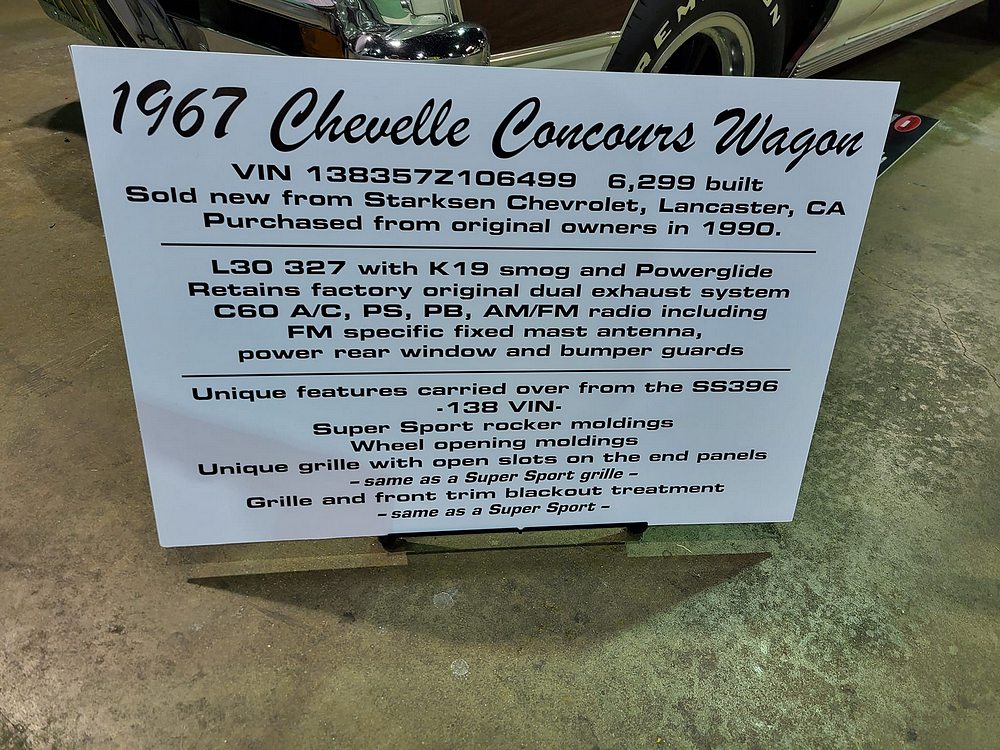 REMON
1967 Chevelle Concours Wagon
VIN 138357Z106499 6,299 built
Sold new from Starksen Chevrolet, Lancaster, CA
Purchased from original owners in 1990.
L30 327 with K19 smog and Powerglide
Retains factory original dual exhaust system
C60 A/C, PS, PB, AM/FM radio including
FM specific fixed mast antenna,
power rear window and bumper guards
Unique features carried over from the SS396
-138 VIN-
Super Sport rocker moldings
Wheel opening moldings
Unique grille with open slots on the end panels
– same as a Super Sport grille –
Grille and front trim blackout treatment
– same as a Super Sport –